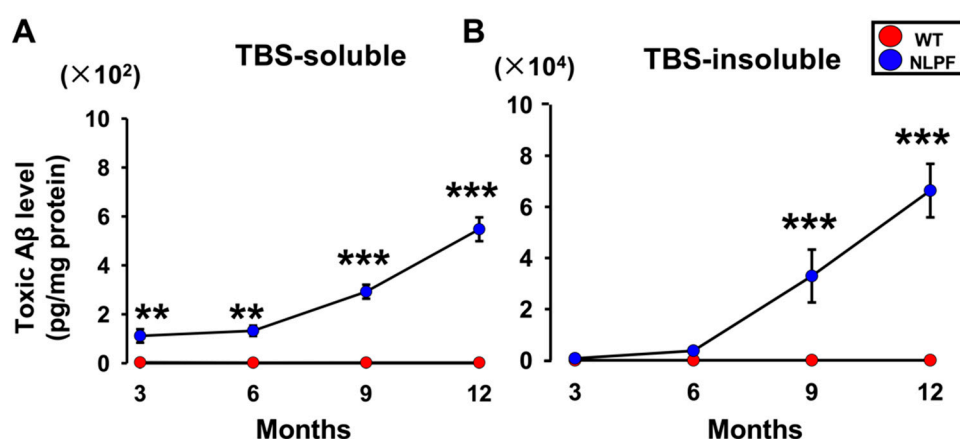 A
TBS-soluble
(×10²)
Toxic Aβ level
(pg/mg protein)
10
8
6
4
2
0
**
**
***
***
3 6 9 12
Months
B
TBS-insoluble
(×10⁴)
WT
NLPF
10
8
6
4
2
0
***
***
3 6 9 12
Months